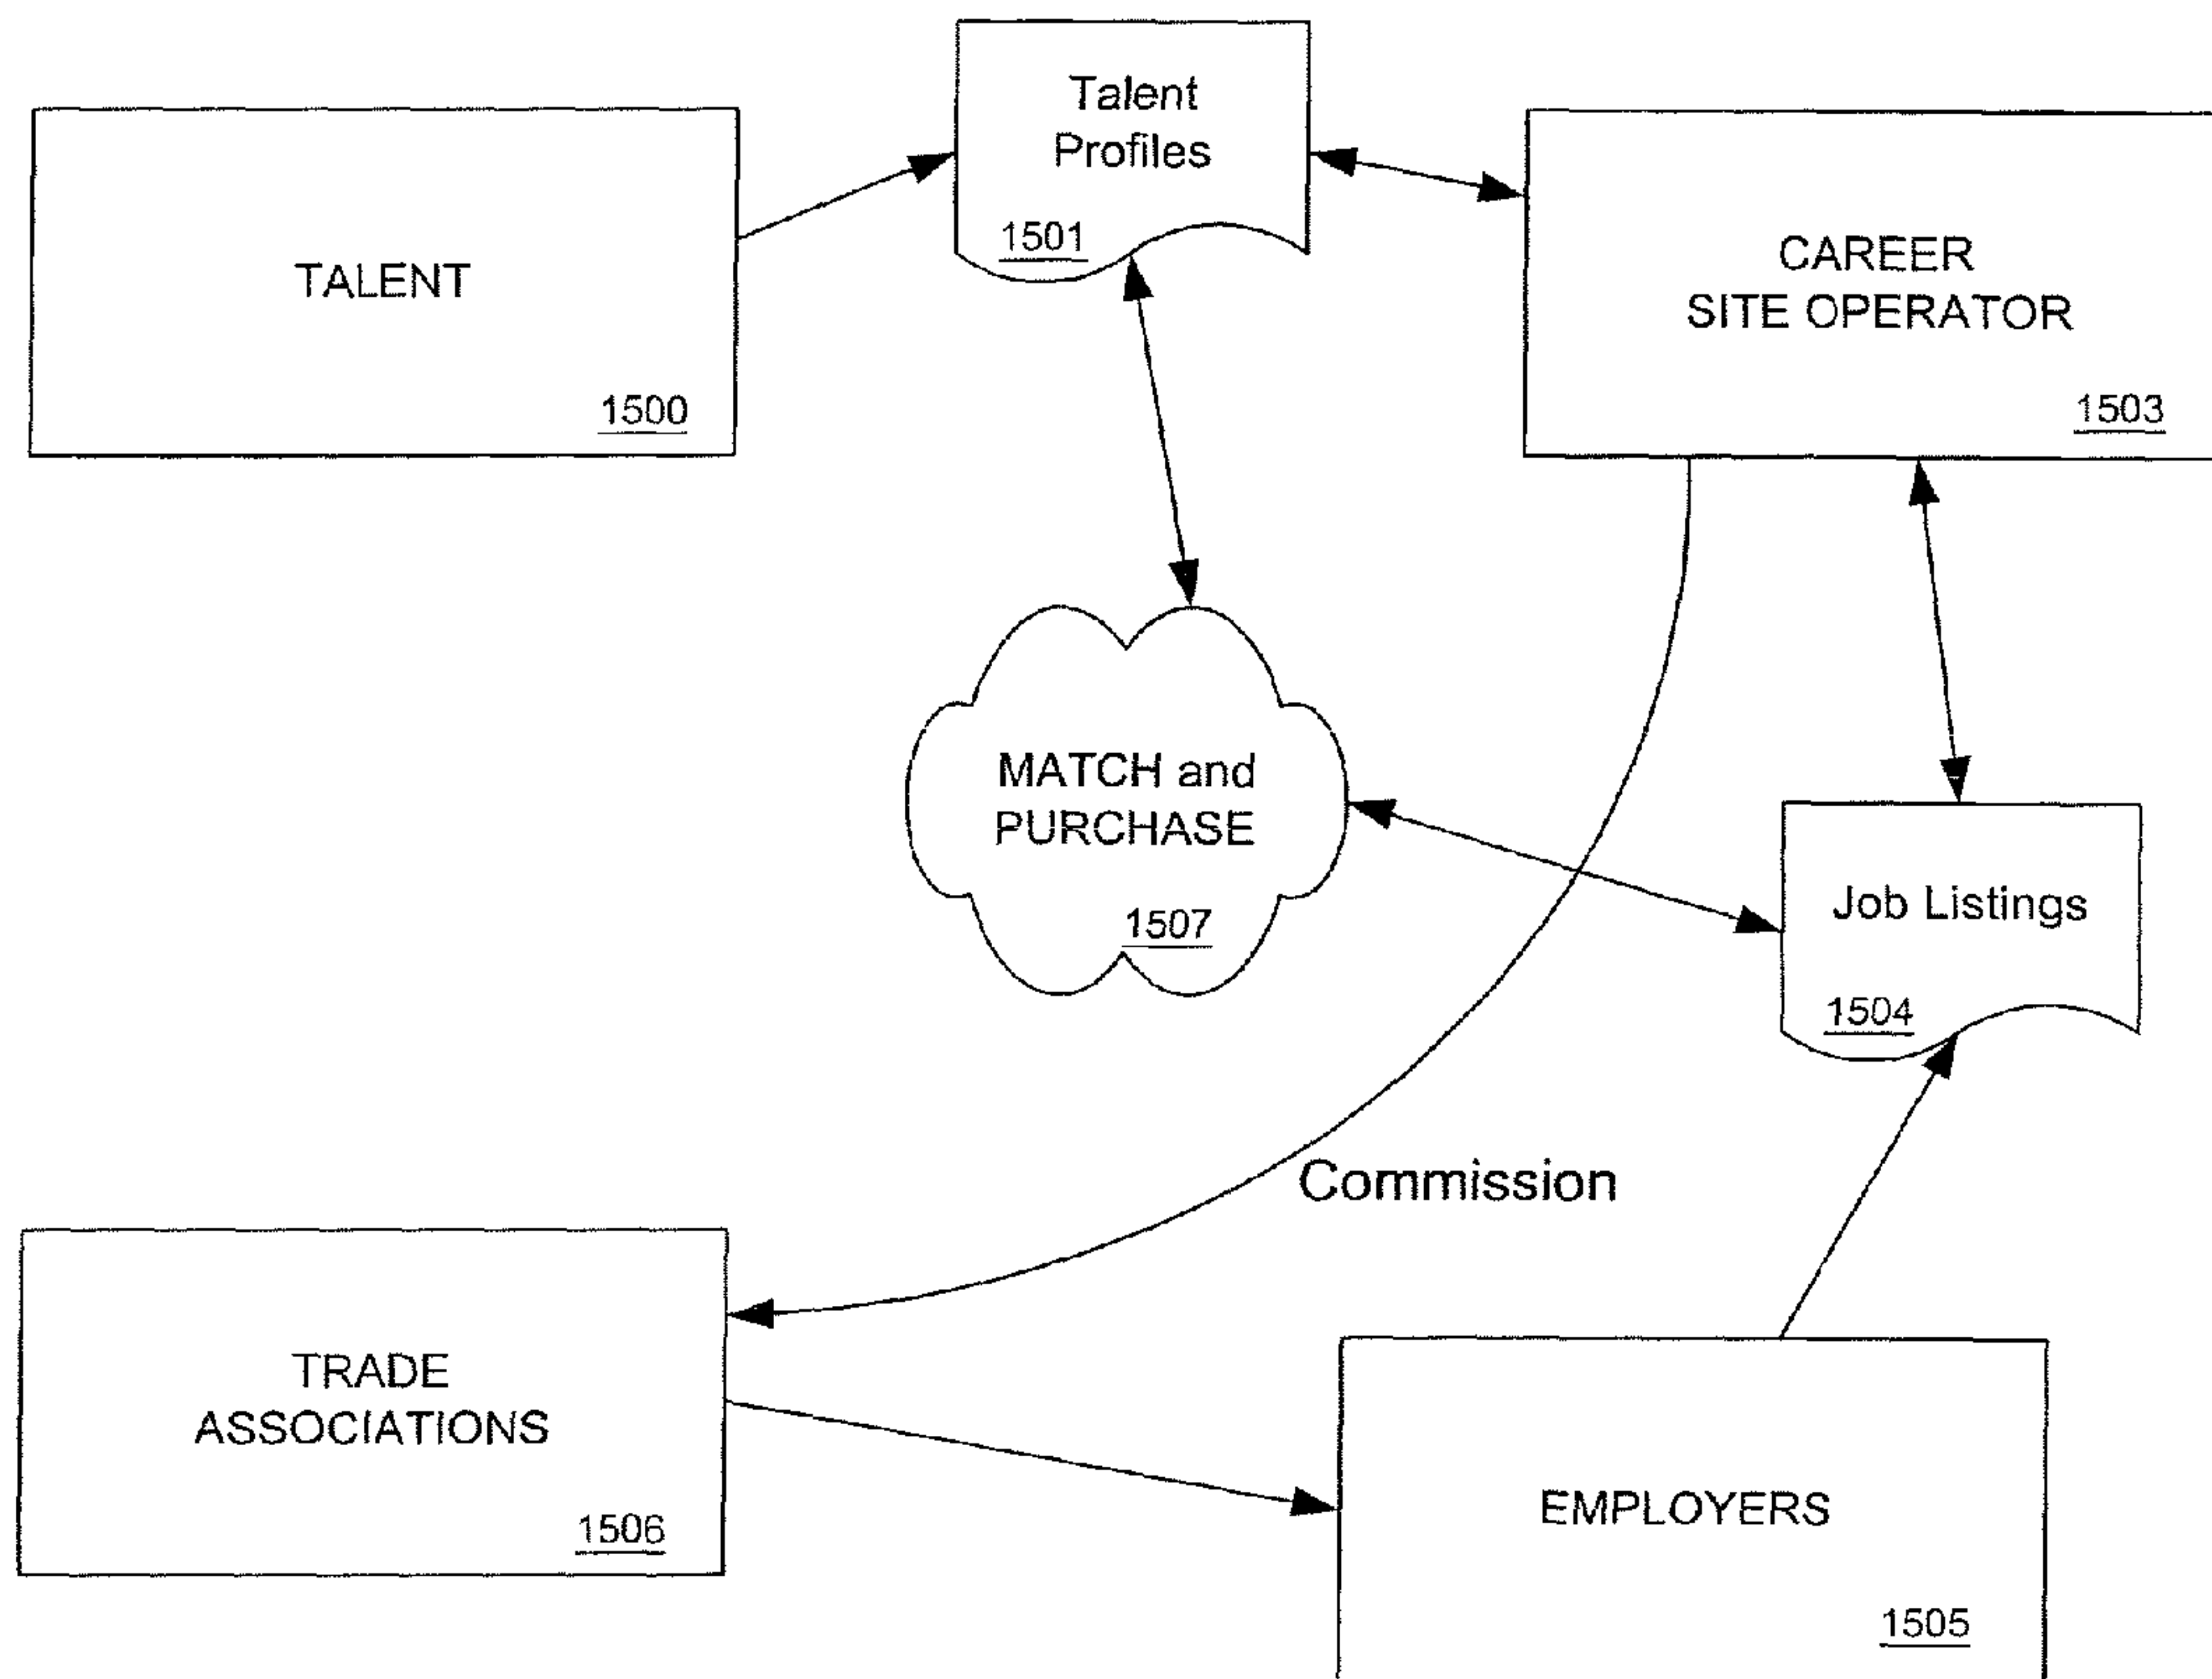 Talent
Profiles
1501
TALENT
1500
CAREER
SITE OPERATOR
1503
MATCH and
PURCHASE
1507
Job Listings
1504
Commission
TRADE
ASSOCIATIONS
1506
EMPLOYERS
1505